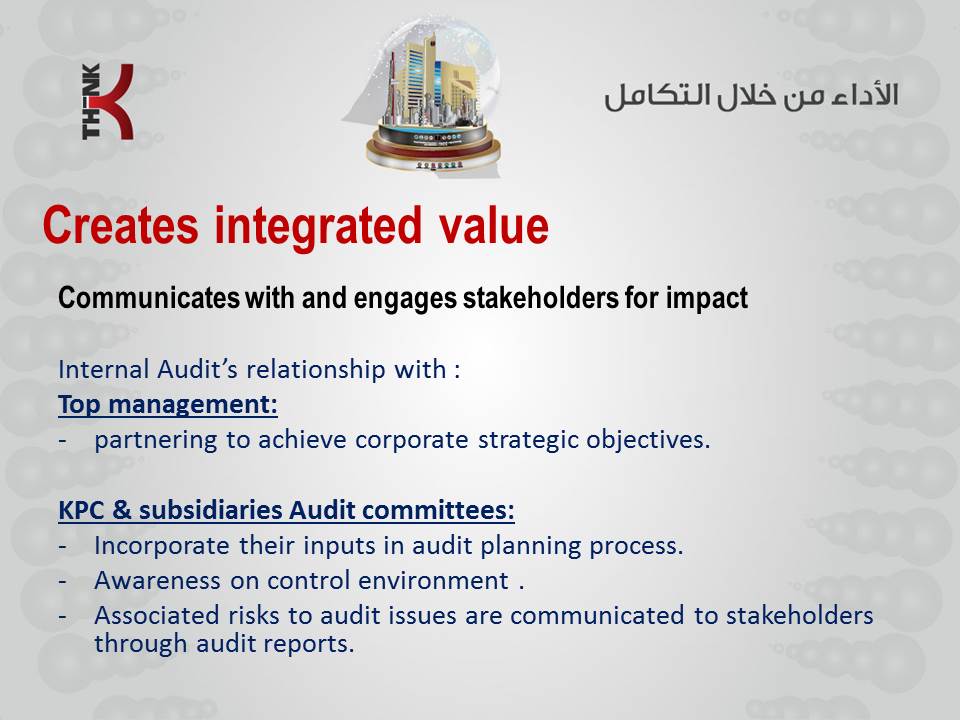 THINK K
الأداء من خلال التكامل
Creates integrated value
Communicates with and engages stakeholders for impact
Internal Audit’s relationship with :
Top management:
- partnering to achieve corporate strategic objectives.
KPC & subsidiaries Audit committees:
- Incorporate their inputs in audit planning process.
- Awareness on control environment .
- Associated risks to audit issues are communicated to stakeholders
through audit reports.